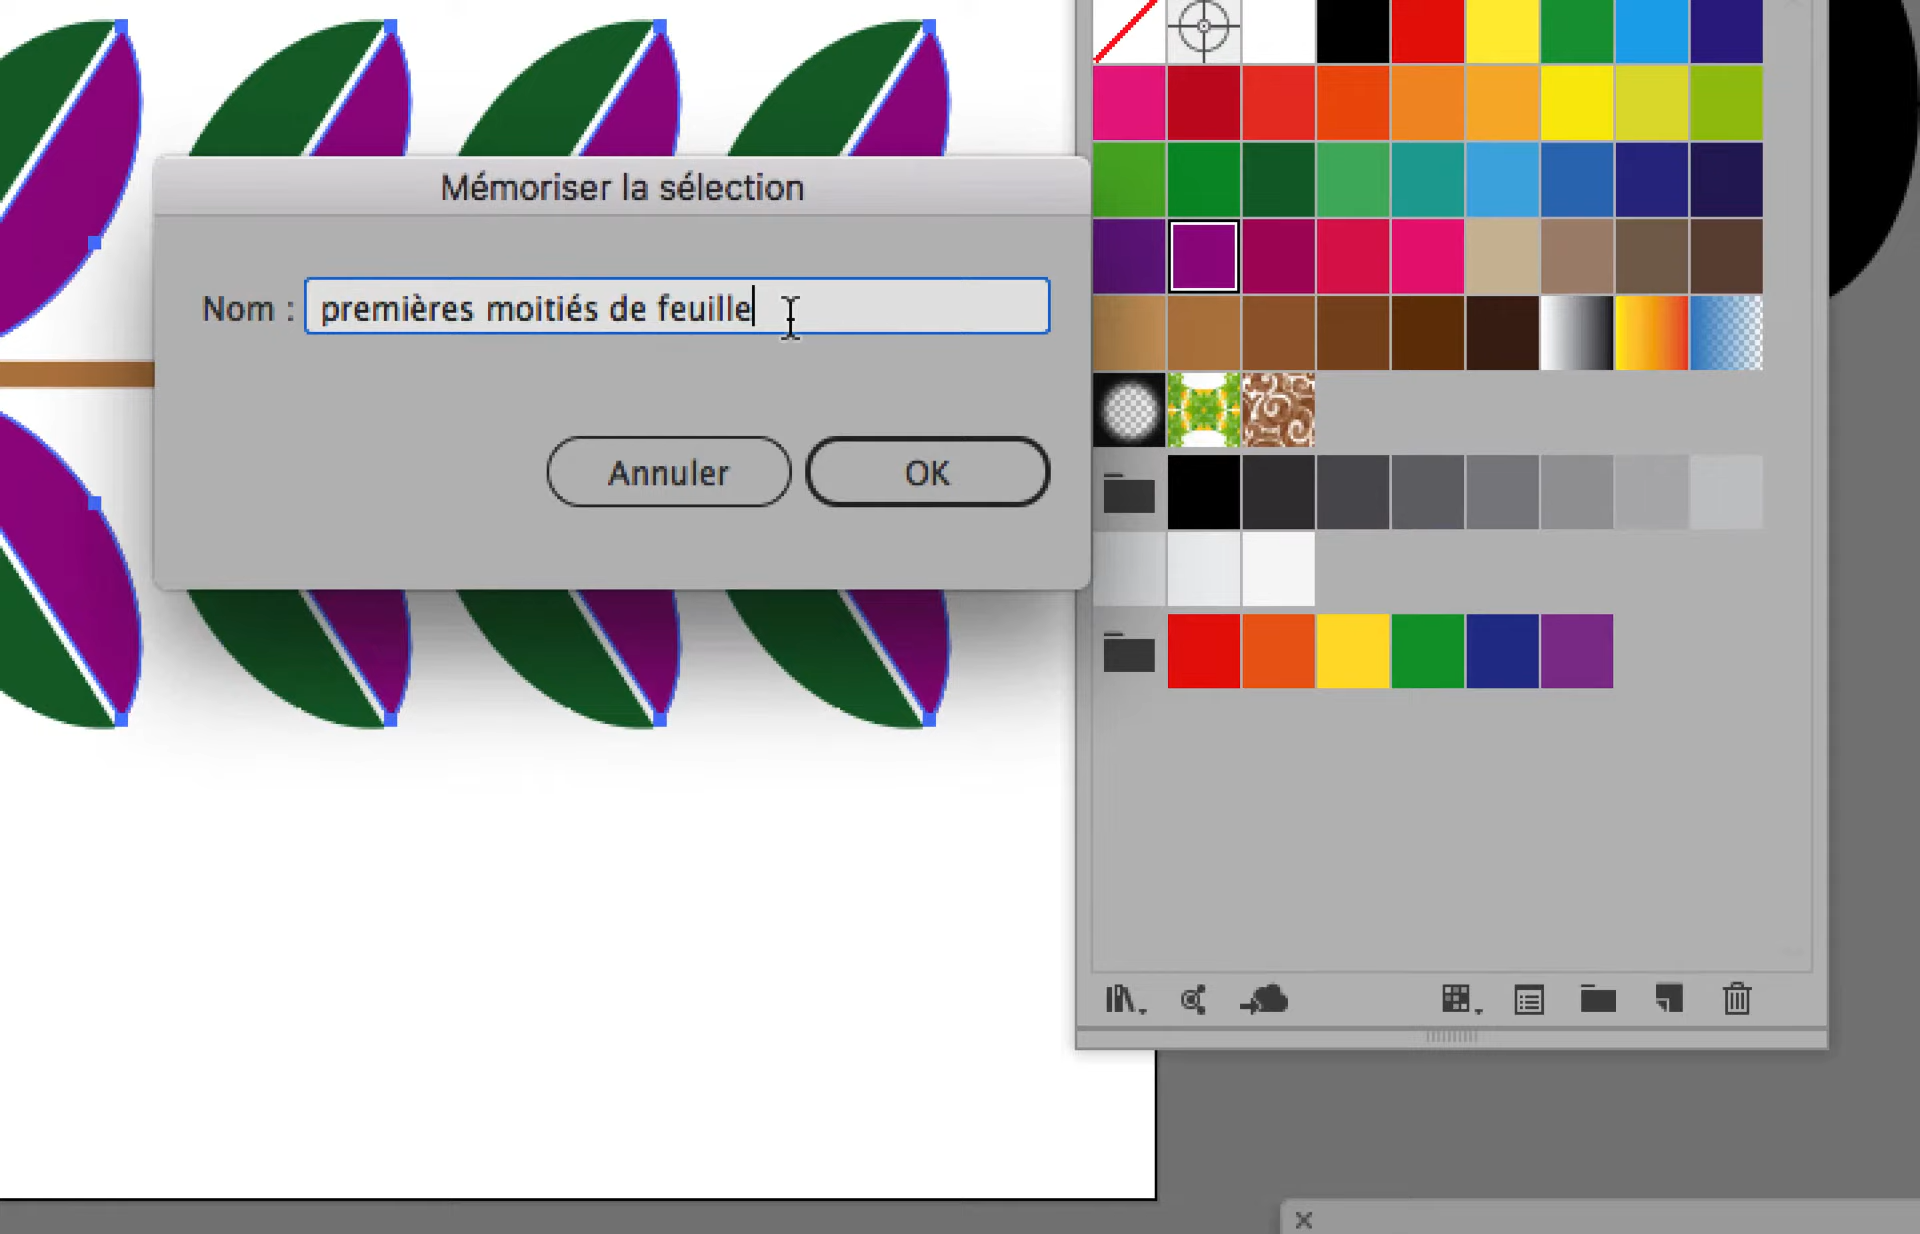 Mémoriser la sélection
Nom : premières moitiés de feuille
Annuler OK